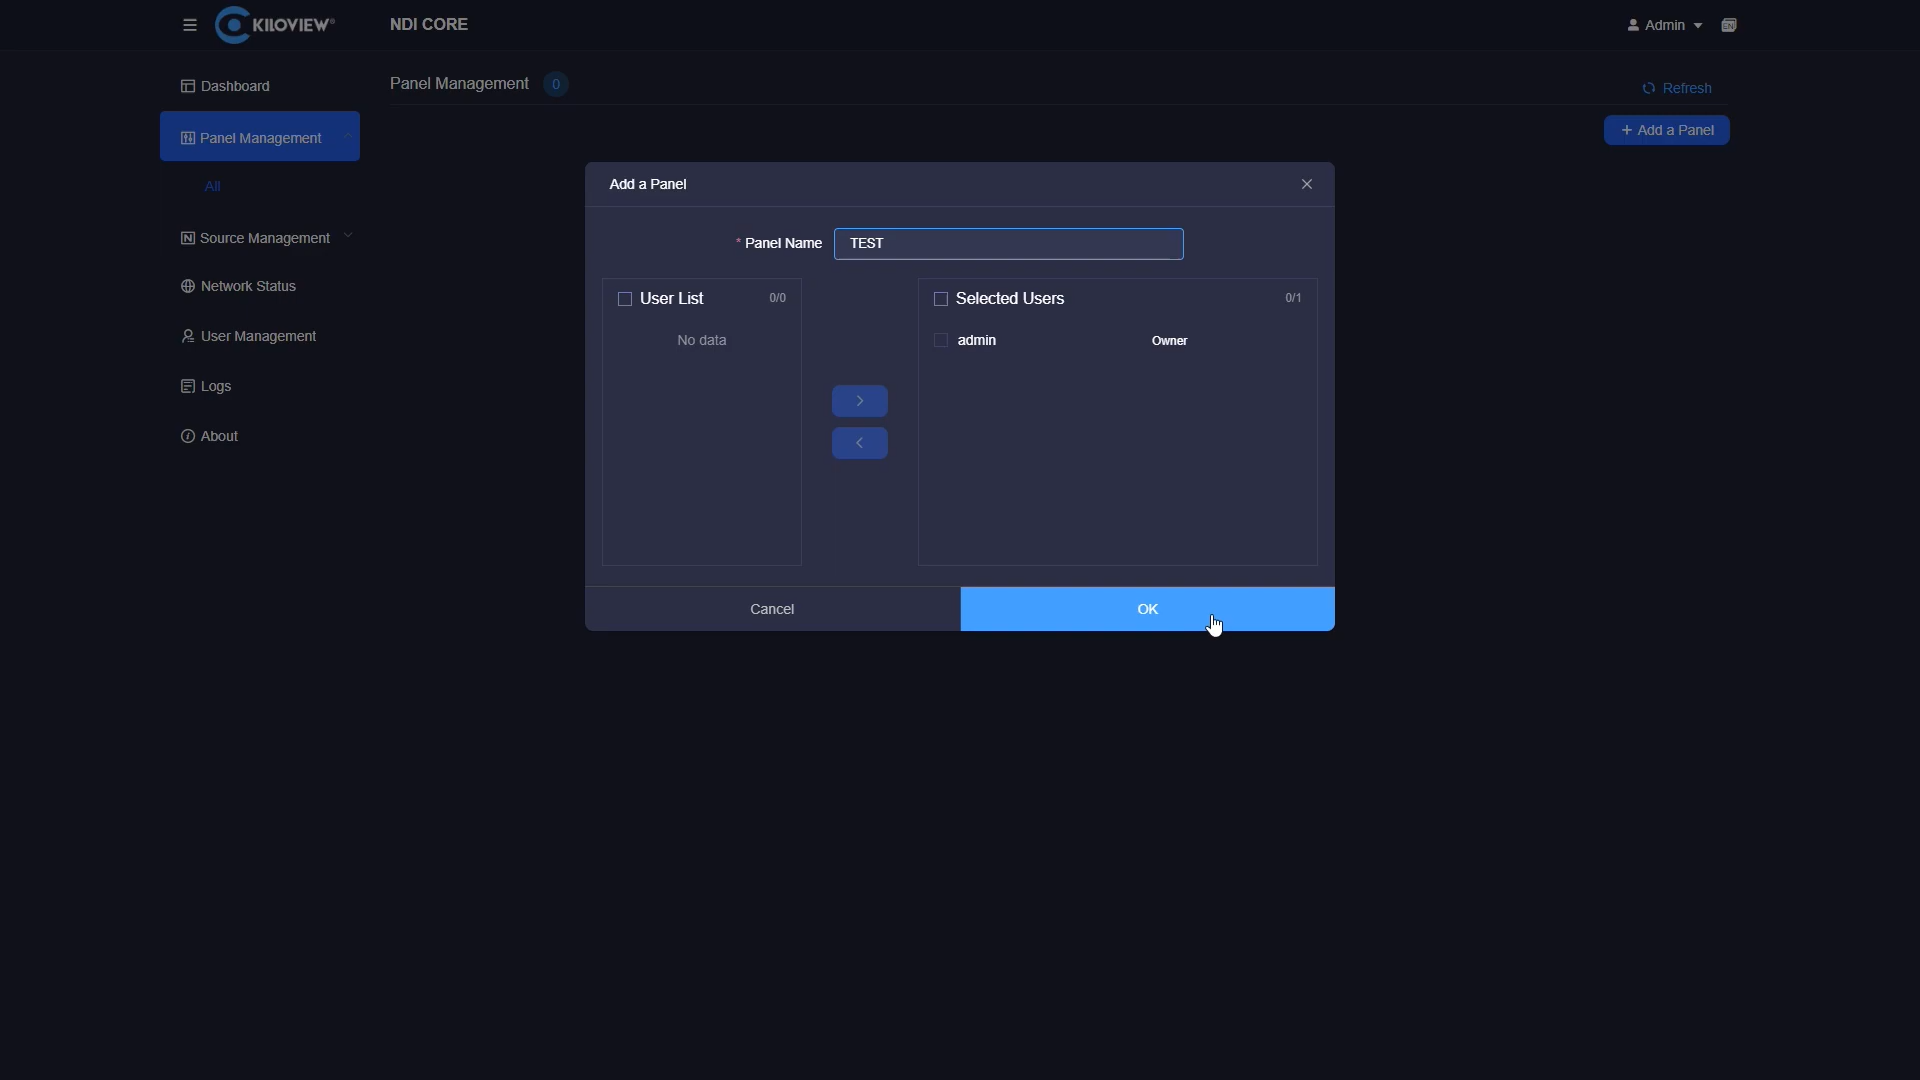 KILOVIEW®
NDI CORE
Admin
EN
Dashboard
Panel Management
All
Source Management
Network Status
User Management
Logs
About
Panel Management 0
Refresh
+ Add a Panel
Add a Panel
* Panel Name TEST
User List 0/0
No data
Selected Users 0/1
admin Owner
Cancel
OK